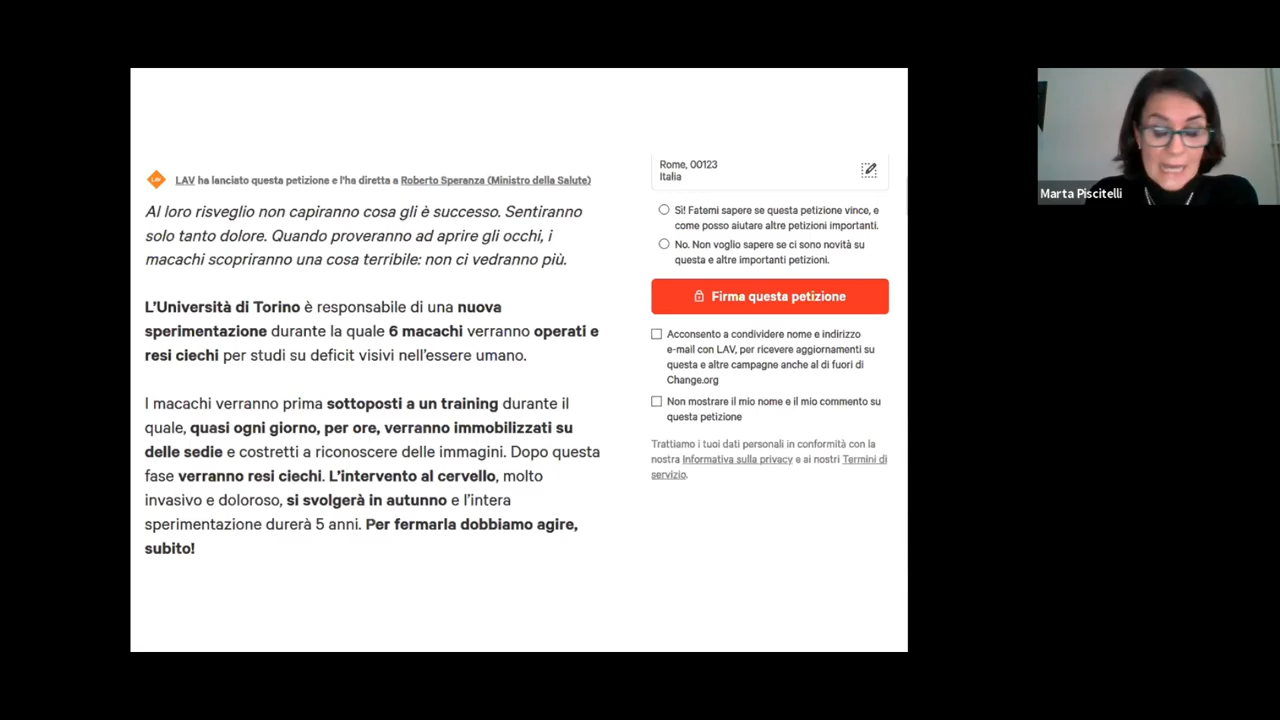 LAV ha lanciato questa petizione e l'ha diretta a Roberto Speranza (Ministro della Salute)
Al loro risveglio non capiranno cosa gli è successo. Sentiranno
solo tanto dolore. Quando proveranno ad aprire gli occhi, i
macachi scopriranno una cosa terribile: non ci vedranno più.
L'Università di Torino è responsabile di una nuova
sperimentazione durante la quale 6 macachi verranno operati e
resi ciechi per studi su deficit visivi nell'essere umano.
I macachi verranno prima sottoposti a un training durante il
quale, quasi ogni giorno, per ore, verranno immobilizzati su
delle sedie e costretti a riconoscere delle immagini. Dopo questa
fase verranno resi ciechi. L'intervento al cervello, molto
invasivo e doloroso, si svolgerà in autunno e l'intera
sperimentazione durerà 5 anni. Per fermarla dobbiamo agire,
subito!
Rome, 00123
Italia
Sì! Fatemi sapere se questa petizione vince, e
come posso aiutare altre petizioni importanti.
No. Non voglio sapere se ci sono novità su
questa e altre importanti petizioni.
Firma questa petizione
Acconsento a condividere nome e indirizzo
e-mail con LAV, per ricevere aggiornamenti su
questa e altre campagne anche al di fuori di
Change.org
Non mostrare il mio nome e il mio commento su
questa petizione
Trattiamo i tuoi dati personali in conformità con la
nostra Informativa sulla privacy e ai nostri Termini di
servizio.
Marta Piscitelli